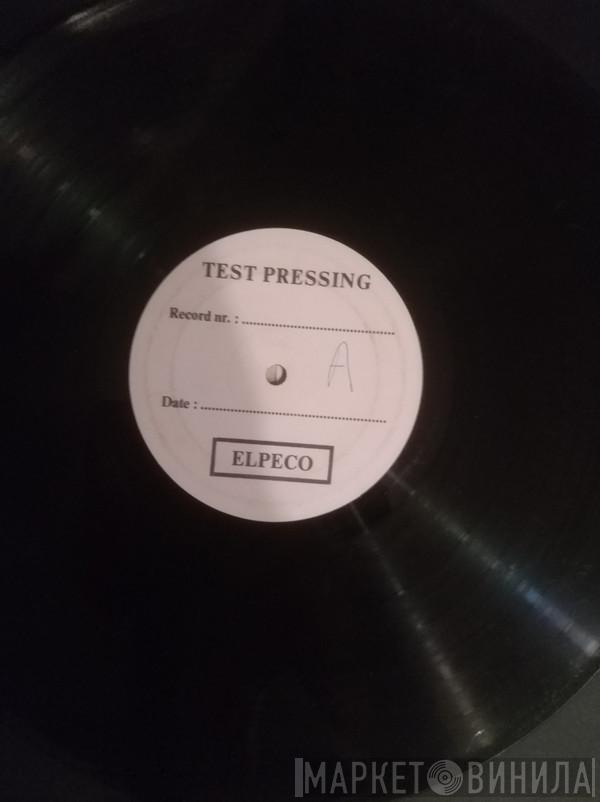 TEST PRESSING
Record nr. : ..........................................
A
Date : ..................................................
ELPECO
МАРКЕТ ВИНИЛА